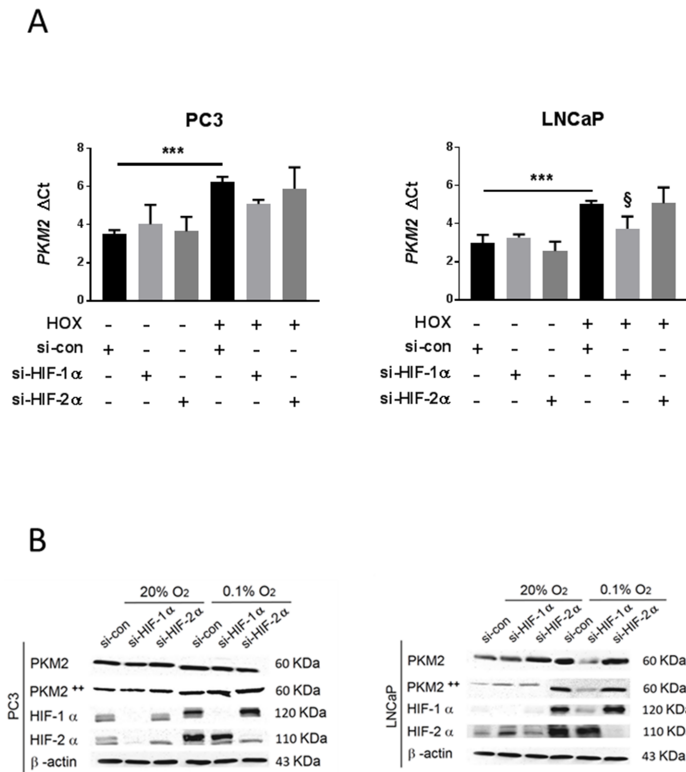 A
PC3
***
PKM2 ΔCt
8
6
4
2
0
HOX - - - + + +
si-con + - - + - -
si-HIF-1α - + - - + -
si-HIF-2α - - + - - +
LNCaP
***
§
PKM2 ΔCt
8
6
4
2
0
HOX - - - + + +
si-con + - - + - -
si-HIF-1α - + - - + -
si-HIF-2α - - + - - +
B
PC3
20% O2 0.1% O2
si-con si-HIF-1α si-HIF-2α si-con si-HIF-1α si-HIF-2α
PKM2 60 KDa
PKM2 ++ 60 KDa
HIF-1 α 120 KDa
HIF-2 α 110 KDa
β -actin 43 KDa
LNCaP
20% O2 0.1% O2
si-con si-HIF-1α si-HIF-2α si-con si-HIF-1α si-HIF-2α
PKM2 60 KDa
PKM2 ++ 60 KDa
HIF-1 α 120 KDa
HIF-2 α 110 KDa
β -actin 43 KDa